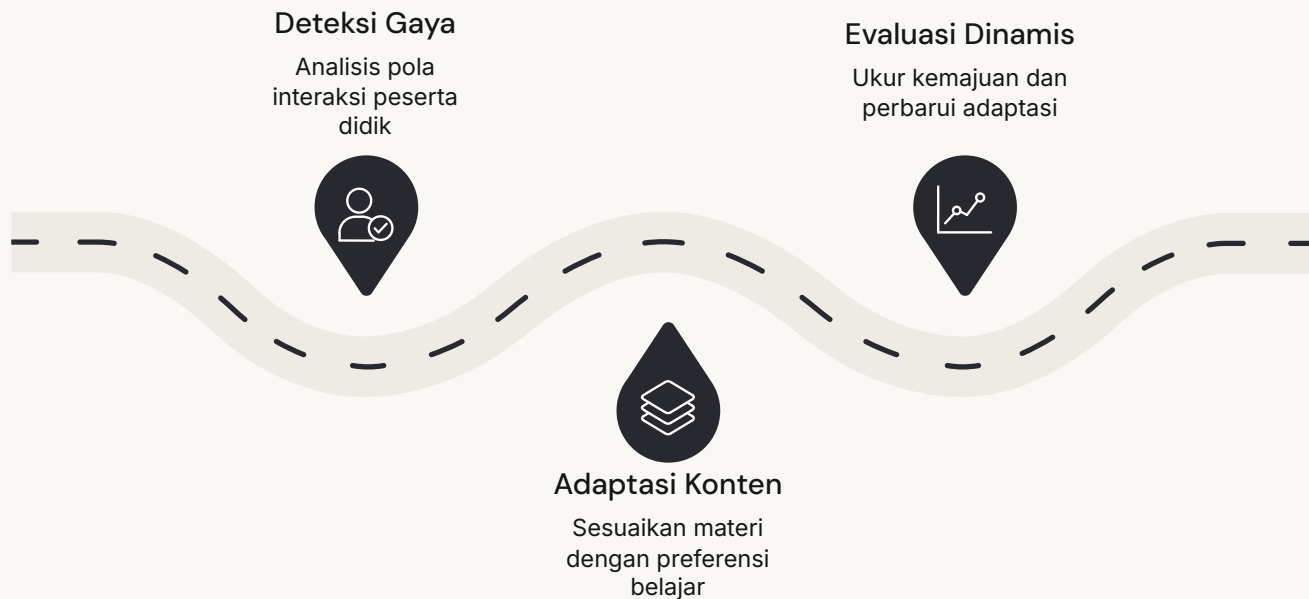 Deteksi Gaya
Analisis pola
interaksi peserta
didik
Evaluasi Dinamis
Ukur kemajuan dan
perbarui adaptasi
Adaptasi Konten
Sesuaikan materi
dengan preferensi
belajar